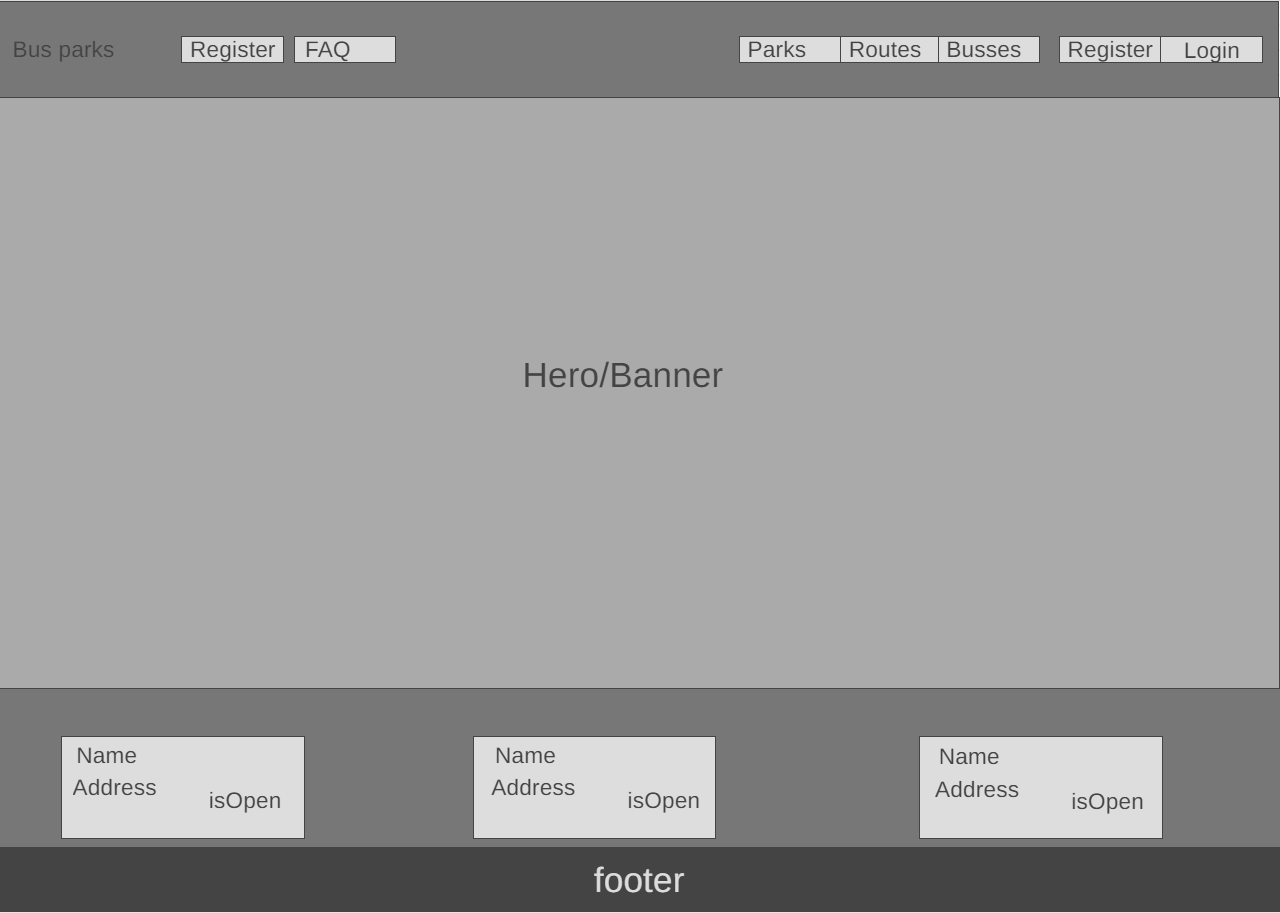 Bus parks
Register
FAQ
Parks
Routes
Busses
Register
Login
Hero/Banner
Name
Address
isOpen
Name
Address
isOpen
Name
Address
isOpen
footer